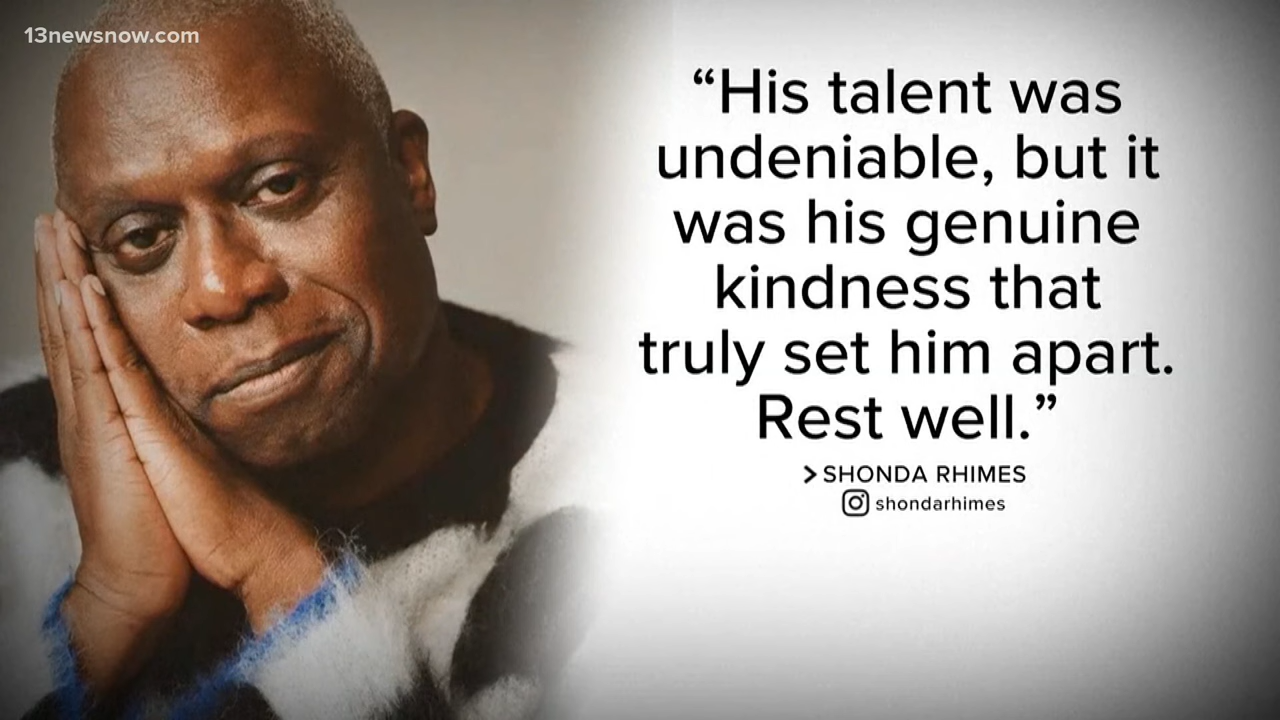 13newsnow.com
“His talent was
undeniable, but it
was his genuine
kindness that
truly set him apart.
Rest well.”
> SHONDA RHIMES
shondarhimes